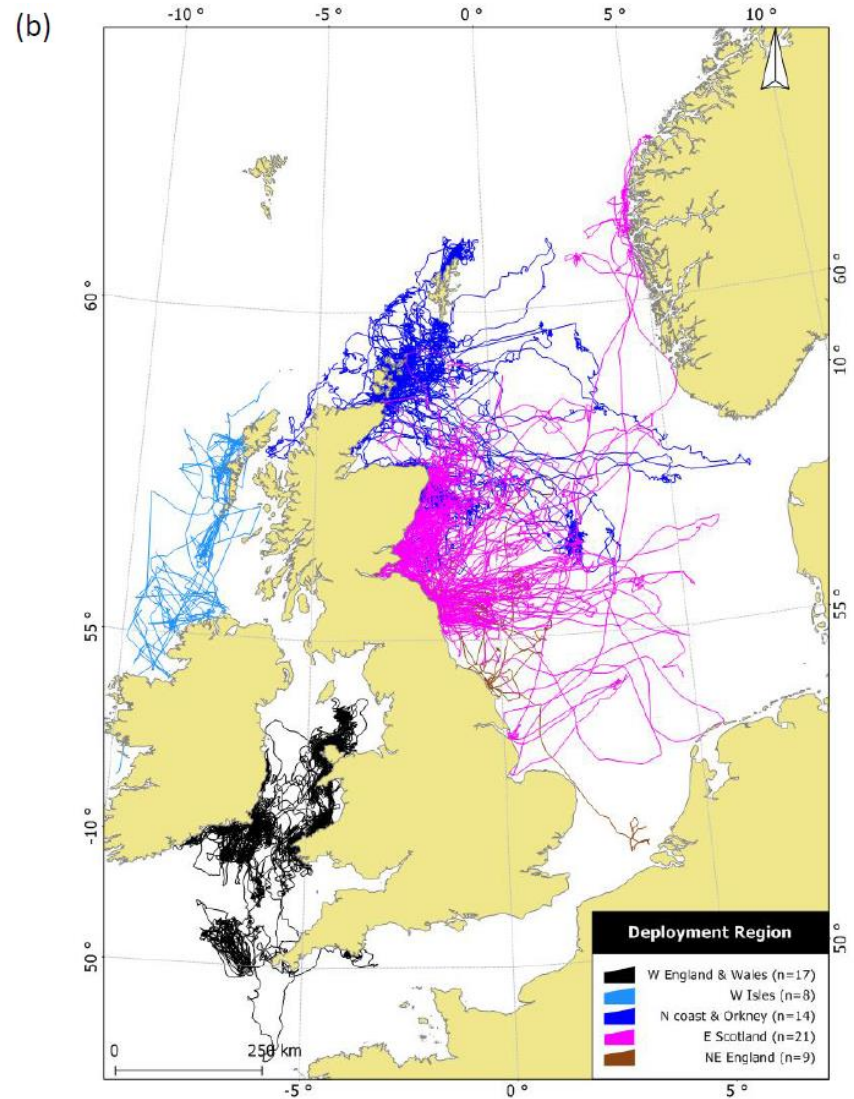 (b)
-10 ° -5 ° 0 ° 5 ° 10 °
60 ° 60 °
10 °
55 ° 55 °
-10 °
50 ° 50 °
Deployment Region
W England & Wales (n=17)
W Isles (n=8)
N coast & Orkney (n=14)
E Scotland (n=21)
NE England (n=9)
0 250 km
-5 ° 0 ° 5 °